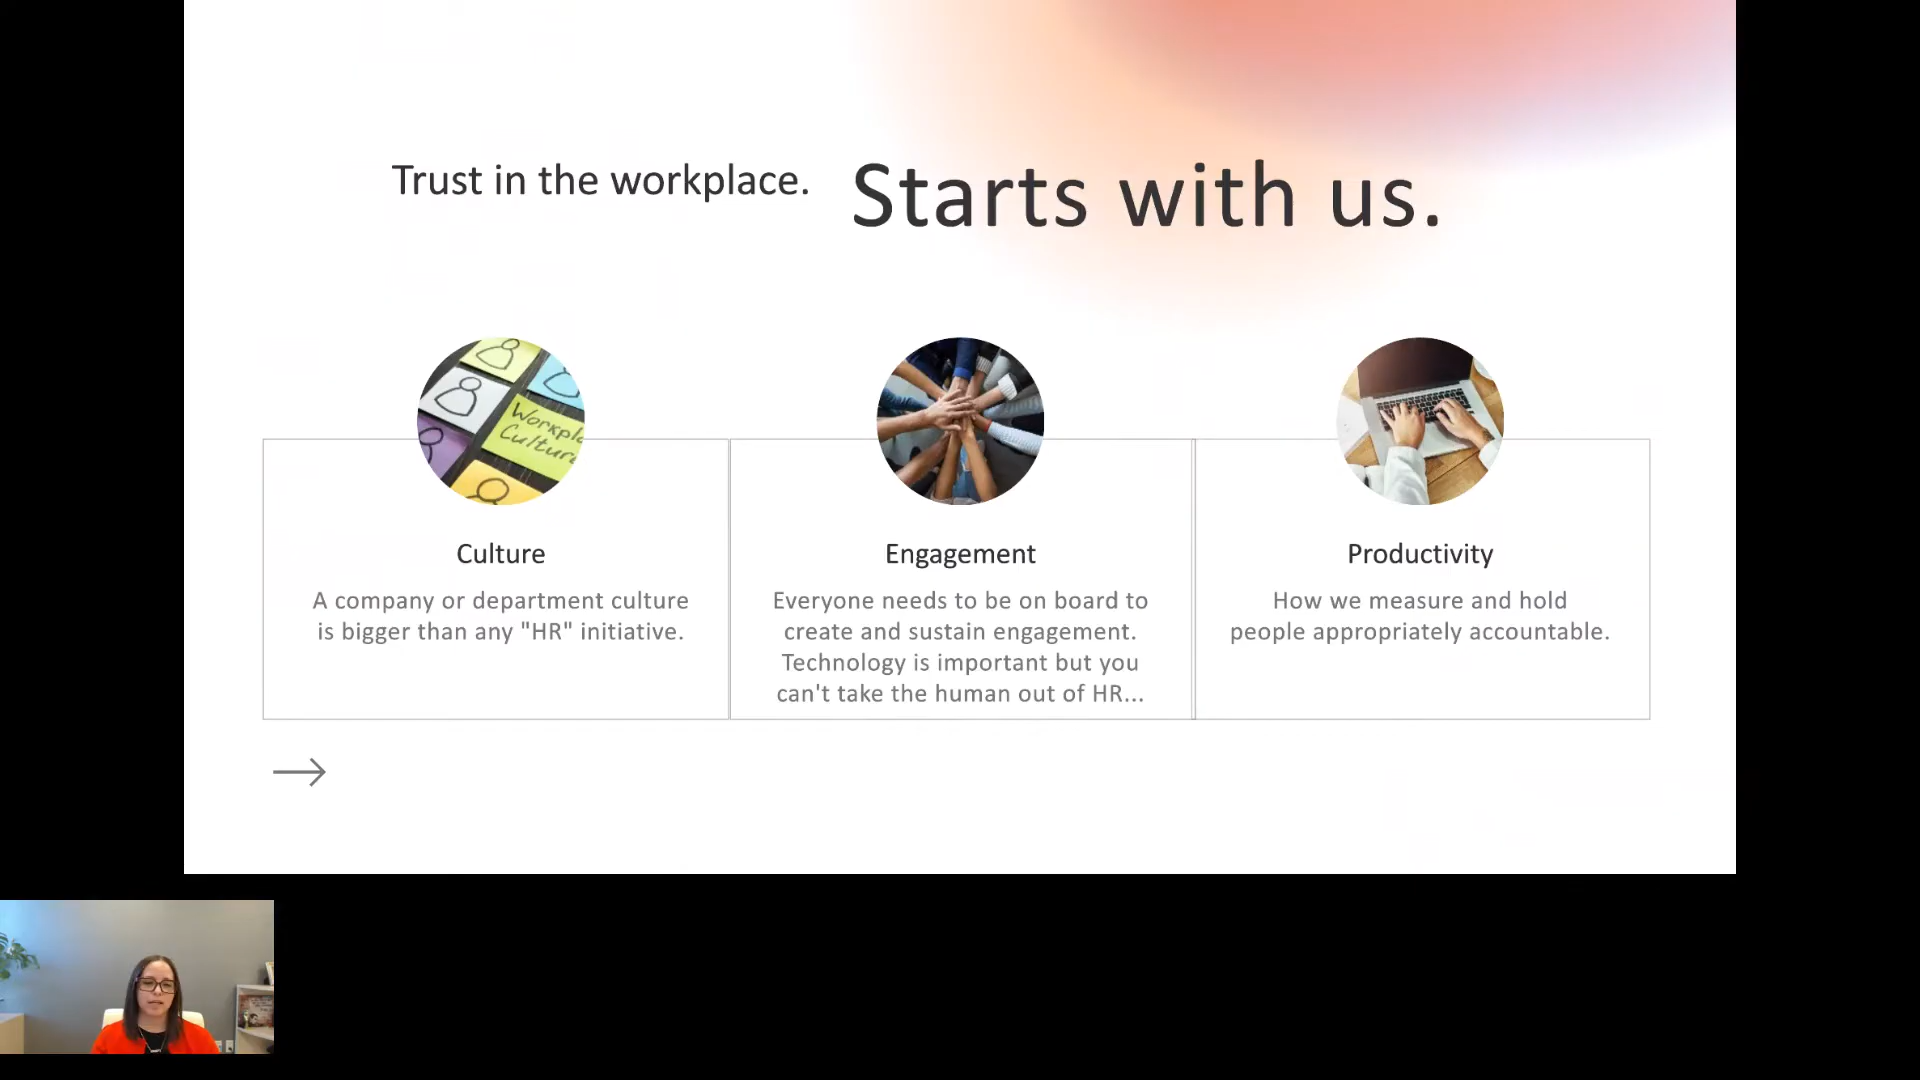 Trust in the workplace.
Starts with us.
Workpl
Cultur
Culture
A company or department culture
is bigger than any "HR" initiative.
Engagement
Everyone needs to be on board to
create and sustain engagement.
Technology is important but you
can't take the human out of HR...
Productivity
How we measure and hold
people appropriately accountable.